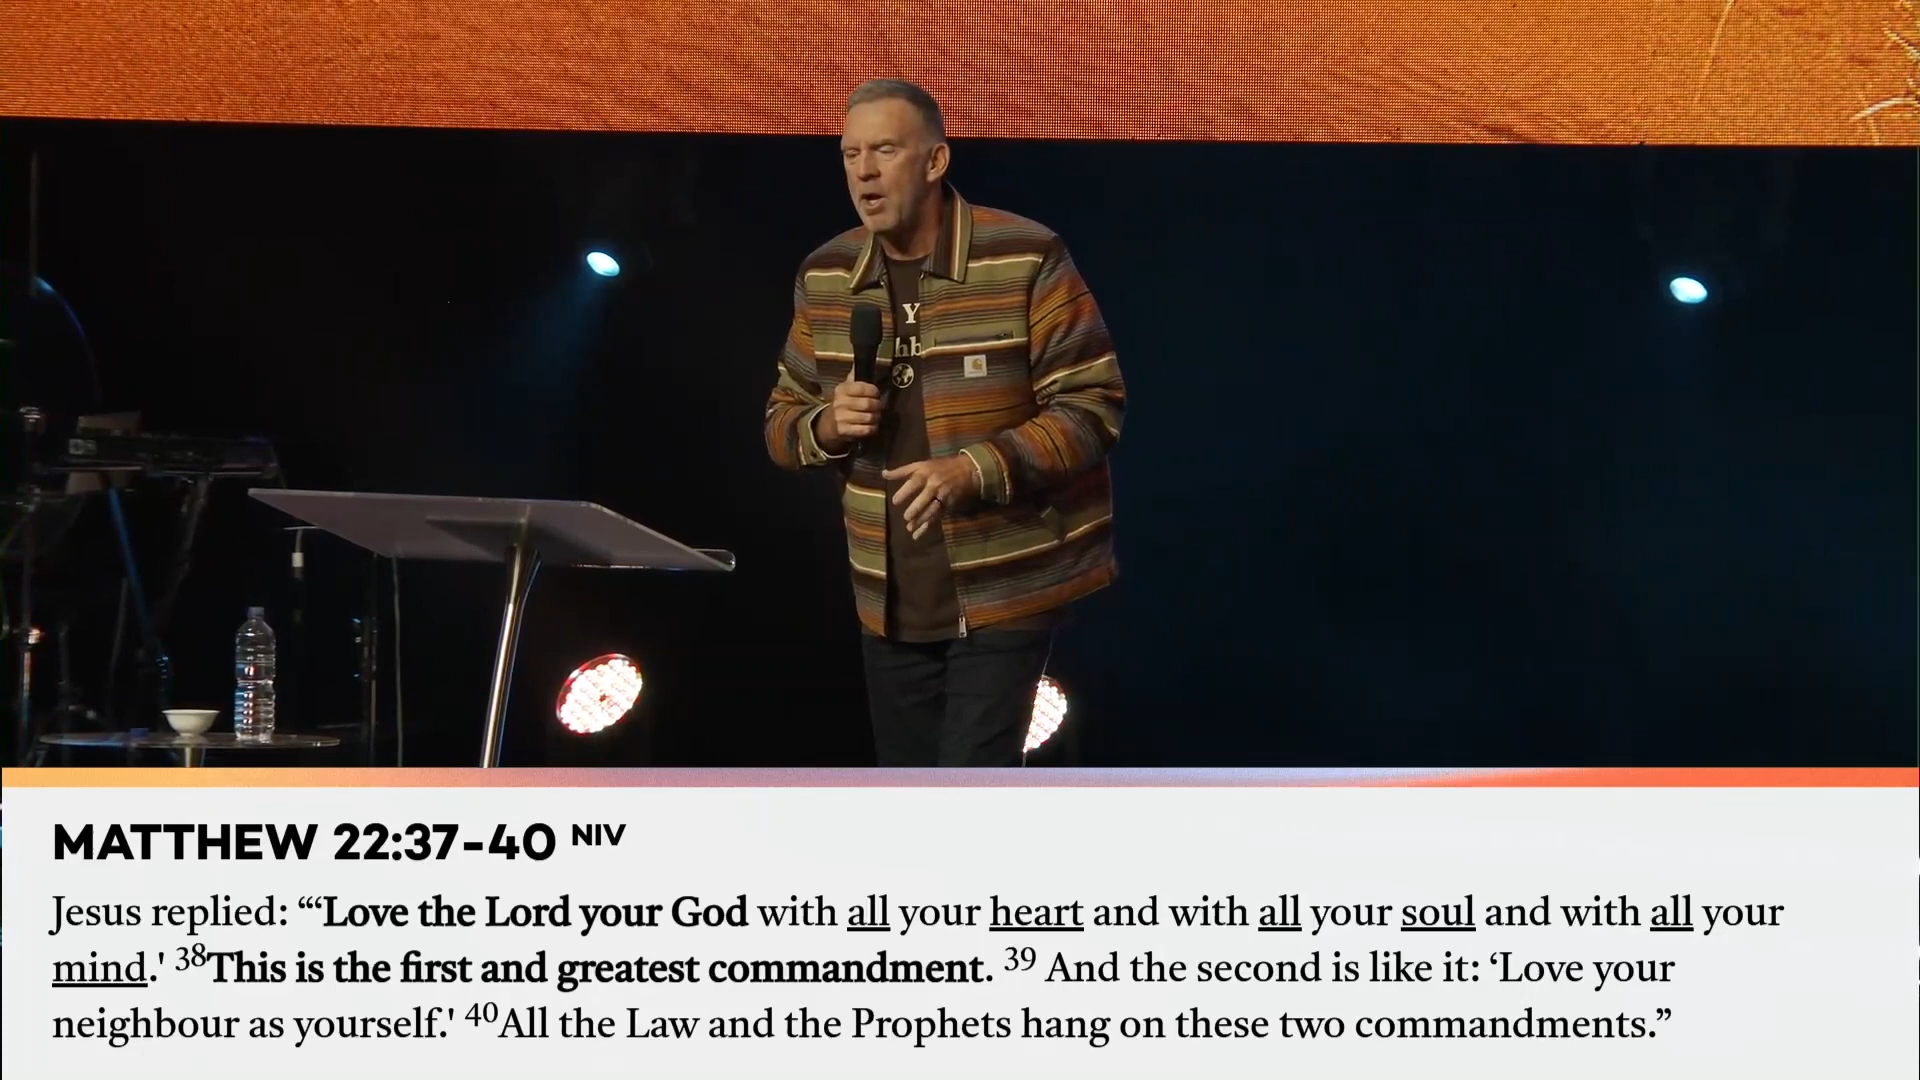 Y
hb
MATTHEW 22:37-40 NIV
Jesus replied: “‘Love the Lord your God with all your heart and with all your soul and with all your
mind.' 38This is the first and greatest commandment. 39 And the second is like it: ‘Love your
neighbour as yourself.' 40All the Law and the Prophets hang on these two commandments.”